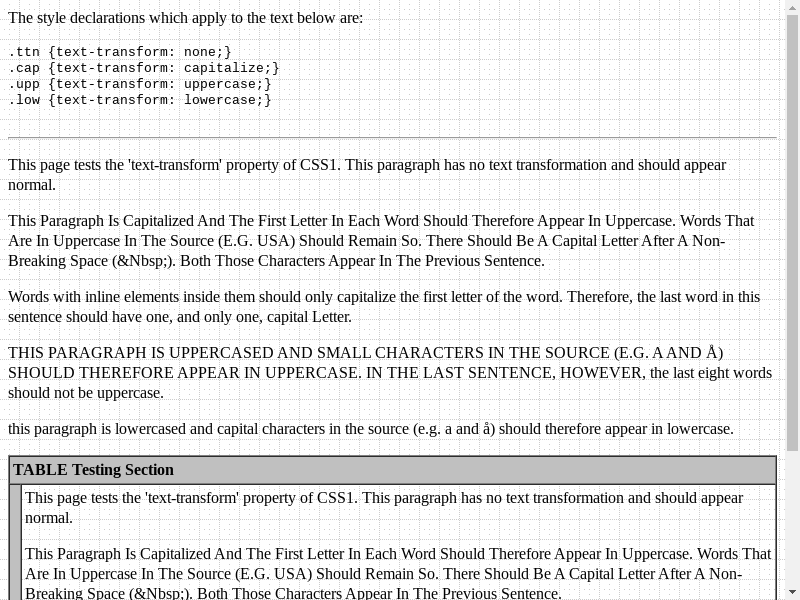 The style declarations which apply to the text below are:
.ttn {text-transform: none;}
.cap {text-transform: capitalize;}
.upp {text-transform: uppercase;}
.low {text-transform: lowercase;}
This page tests the 'text-transform' property of CSS1. This paragraph has no text transformation and should appear
normal.
This Paragraph Is Capitalized And The First Letter In Each Word Should Therefore Appear In Uppercase. Words That
Are In Uppercase In The Source (E.G. USA) Should Remain So. There Should Be A Capital Letter After A Non-
Breaking Space (&Nbsp;). Both Those Characters Appear In The Previous Sentence.
Words with inline elements inside them should only capitalize the first letter of the word. Therefore, the last word in this
sentence should have one, and only one, capital Letter.
THIS PARAGRAPH IS UPPERCASED AND SMALL CHARACTERS IN THE SOURCE (E.G. A AND Å)
SHOULD THEREFORE APPEAR IN UPPERCASE. IN THE LAST SENTENCE, HOWEVER, the last eight words
should not be uppercase.
this paragraph is lowercased and capital characters in the source (e.g. a and å) should therefore appear in lowercase.
TABLE Testing Section
This page tests the 'text-transform' property of CSS1. This paragraph has no text transformation and should appear
normal.
This Paragraph Is Capitalized And The First Letter In Each Word Should Therefore Appear In Uppercase. Words That
Are In Uppercase In The Source (E.G. USA) Should Remain So. There Should Be A Capital Letter After A Non-
Breaking Space (&Nbsp;). Both Those Characters Appear In The Previous Sentence.